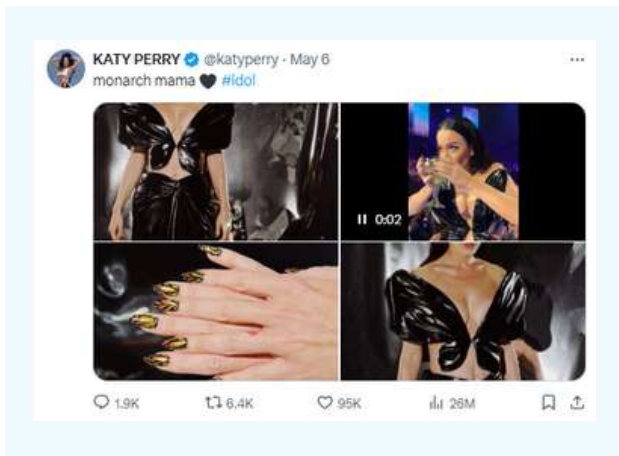 KATY PERRY @katyperry · May 6
monarch mama 🖤 #idol
0:02
1.9K 6.4K 95K 26M